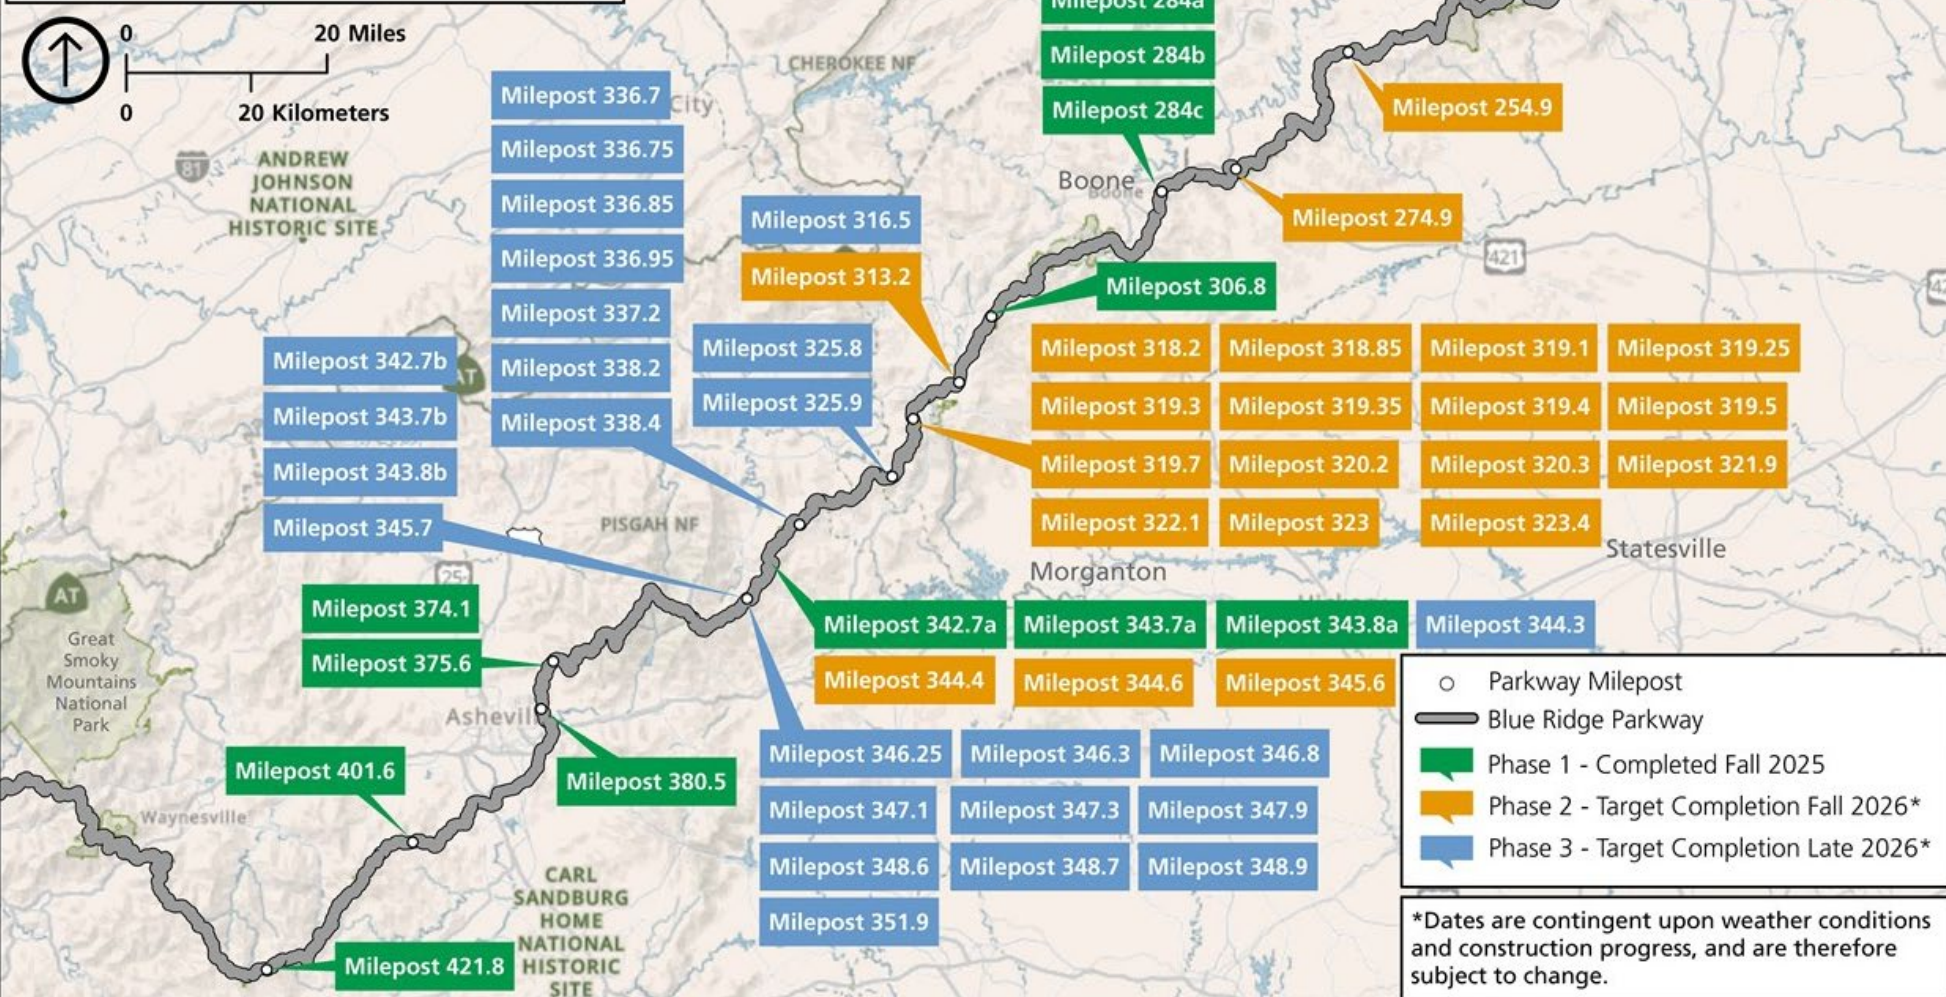 0 20 Miles
0 20 Kilometers
CHEROKEE NF
City
81
ANDREW
JOHNSON
NATIONAL
HISTORIC SITE
Milepost 284a
Milepost 284b
Milepost 284c
Milepost 254.9
Boone
Boone
Milepost 274.9
421
Milepost 336.7
Milepost 336.75
Milepost 336.85
Milepost 336.95
Milepost 337.2
Milepost 338.2
Milepost 338.4
Milepost 316.5
Milepost 313.2
Milepost 306.8
Milepost 325.8
Milepost 325.9
Milepost 342.7b
Milepost 343.7b
Milepost 343.8b
Milepost 345.7
AT
Milepost 318.2 Milepost 318.85 Milepost 319.1 Milepost 319.25
Milepost 319.3 Milepost 319.35 Milepost 319.4 Milepost 319.5
Milepost 319.7 Milepost 320.2 Milepost 320.3 Milepost 321.9
Milepost 322.1 Milepost 323 Milepost 323.4
PISGAH NF
25
Statesville
Morganton
AT
Great
Smoky
Mountains
National
Park
Milepost 374.1
Milepost 375.6
Milepost 342.7a Milepost 343.7a Milepost 343.8a Milepost 344.3
Milepost 344.4 Milepost 344.6 Milepost 345.6
Ashevil
Milepost 401.6
Milepost 380.5
Waynesville
Milepost 346.25 Milepost 346.3 Milepost 346.8
Milepost 347.1 Milepost 347.3 Milepost 347.9
Milepost 348.6 Milepost 348.7 Milepost 348.9
Milepost 351.9
CARL
SANDBURG
HOME
NATIONAL
HISTORIC
SITE
Milepost 421.8
Parkway Milepost
Blue Ridge Parkway
Phase 1 - Completed Fall 2025
Phase 2 - Target Completion Fall 2026*
Phase 3 - Target Completion Late 2026*
*Dates are contingent upon weather conditions
and construction progress, and are therefore
subject to change.